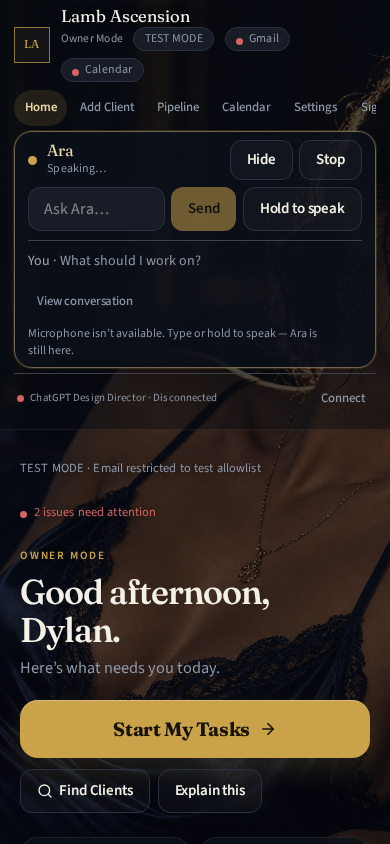 LA
Lamb Ascension
Owner Mode TEST MODE Gmail
Calendar
Home Add Client Pipeline Calendar Settings Sig
Ara
Speaking…
Hide Stop
Ask Ara… Send Hold to speak
You · What should I work on?
View conversation
Microphone isn’t available. Type or hold to speak — Ara is
still here.
ChatGPT Design Director · Disconnected Connect
TEST MODE · Email restricted to test allowlist
2 issues need attention
OWNER MODE
Good afternoon,
Dylan.
Here’s what needs you today.
Start My Tasks →
Find Clients Explain this